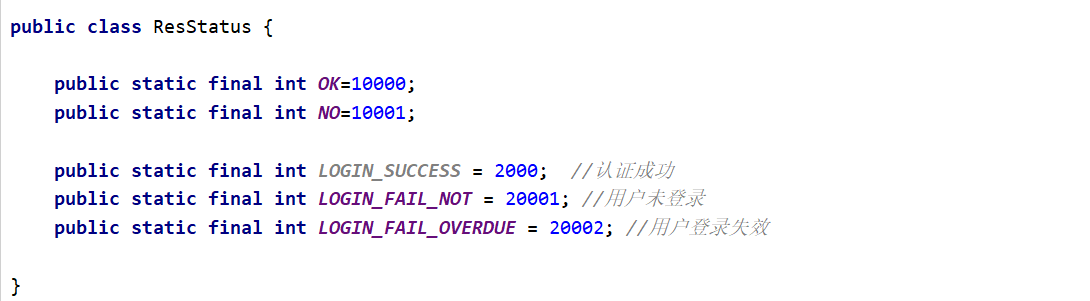 public class ResStatus {
public static final int OK=10000;
public static final int NO=10001;
public static final int LOGIN_SUCCESS = 2000;  //认证成功
public static final int LOGIN_FAIL_NOT = 20001; //用户未登录
public static final int LOGIN_FAIL_OVERDUE = 20002; //用户登录失效
}